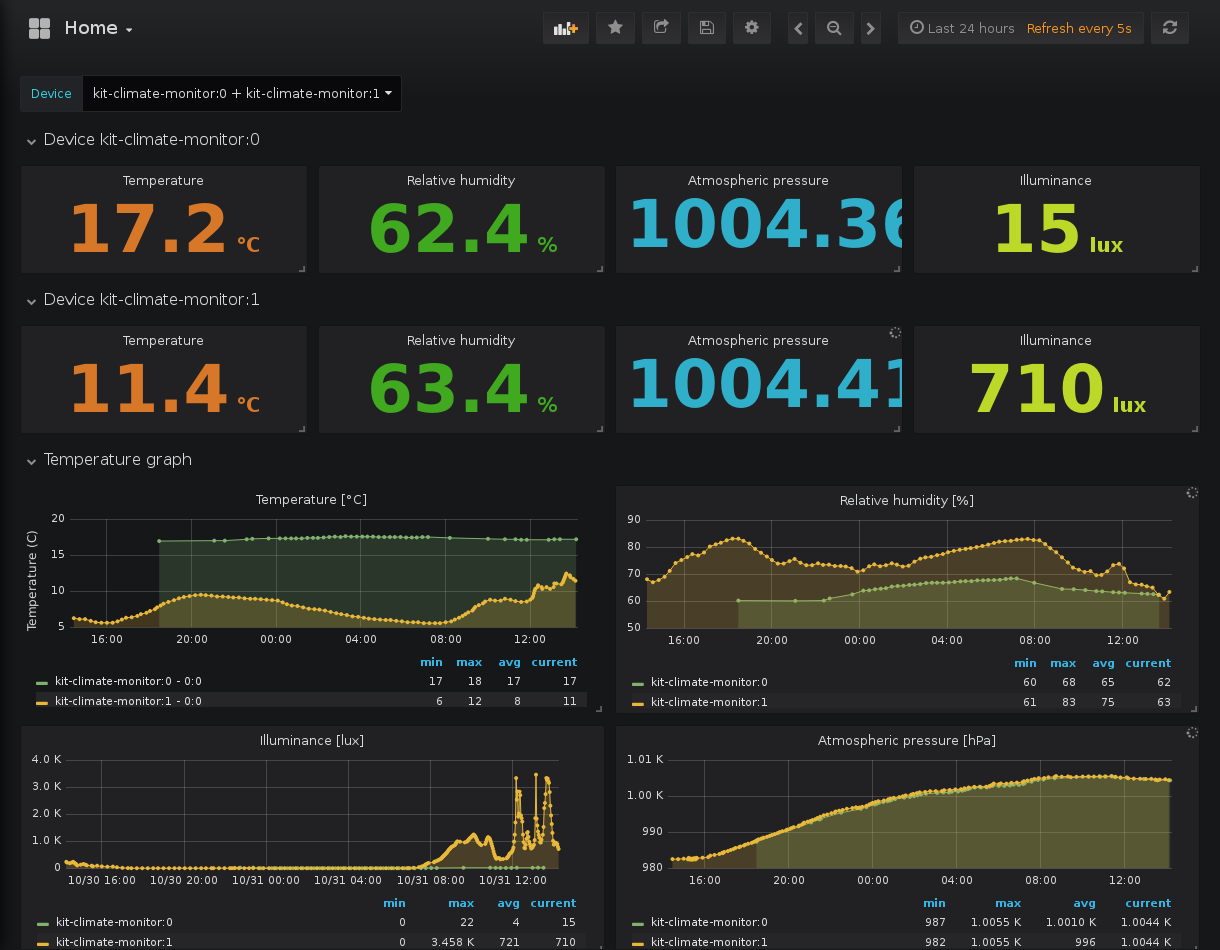 Home
Last 24 hours Refresh every 5s
Device kit-climate-monitor:0 + kit-climate-monitor:1
Device kit-climate-monitor:0
Temperature Relative humidity Atmospheric pressure Illuminance
17.2 °C 62.4 % 1004.36 15 lux
Device kit-climate-monitor:1
Temperature Relative humidity Atmospheric pressure Illuminance
11.4 °C 63.4 % 1004.41 710 lux
Temperature graph
Temperature [°C]
Temperature (C)
20
15
10
5
16:00 20:00 00:00 04:00 08:00 12:00
min max avg current
kit-climate-monitor:0 - 0:0 17 18 17 17
kit-climate-monitor:1 - 0:0 6 12 8 11
Relative humidity [%]
90
80
70
60
50
16:00 20:00 00:00 04:00 08:00 12:00
min max avg current
kit-climate-monitor:0 60 68 65 62
kit-climate-monitor:1 61 83 75 63
Illuminance [lux]
4.0 K
3.0 K
2.0 K
1.0 K
0
10/30 16:00 10/30 20:00 10/31 00:00 10/31 04:00 10/31 08:00 10/31 12:00
min max avg current
kit-climate-monitor:0 0 22 4 15
kit-climate-monitor:1 0 3.458 K 721 710
Atmospheric pressure [hPa]
1.01 K
1.00 K
990
980
16:00 20:00 00:00 04:00 08:00 12:00
min max avg current
kit-climate-monitor:0 987 1.0055 K 1.0010 K 1.0044 K
kit-climate-monitor:1 982 1.0055 K 996 1.0044 K